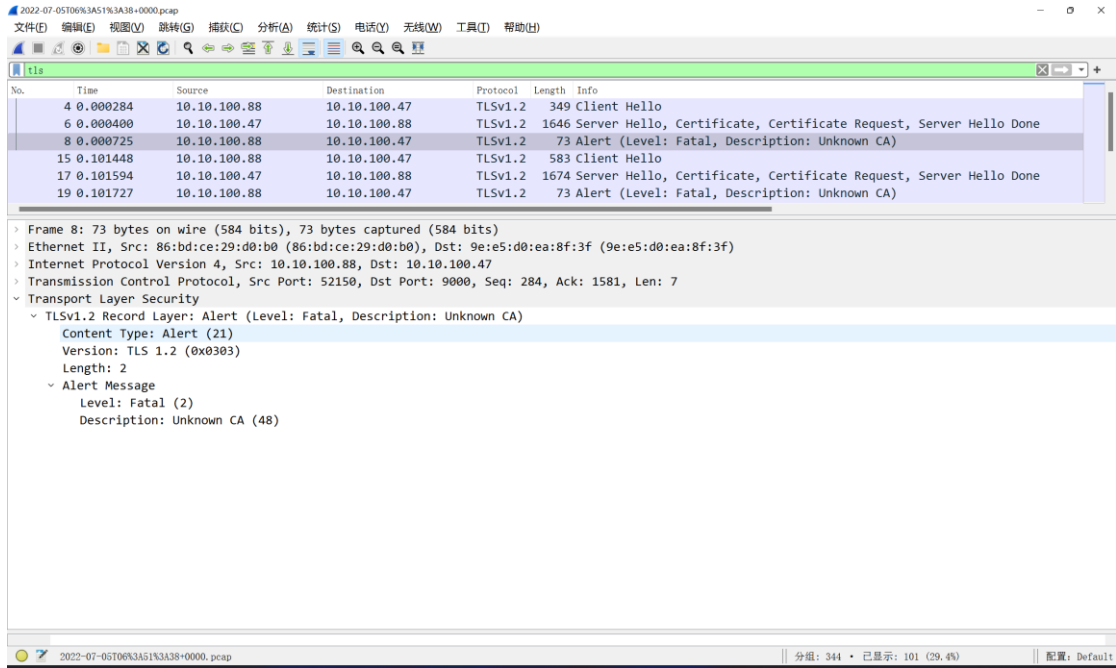 2022-07-05T06%3A51%3A38+0000.pcap
文件(F) 编辑(E) 视图(V) 跳转(G) 捕获(C) 分析(A) 统计(S) 电话(Y) 无线(W) 工具(T) 帮助(H)
tls
No. Time Source Destination Protocol Length Info
4 0.000284 10.10.100.88 10.10.100.47 TLSv1.2 349 Client Hello
6 0.000400 10.10.100.47 10.10.100.88 TLSv1.2 1646 Server Hello, Certificate, Certificate Request, Server Hello Done
8 0.000725 10.10.100.88 10.10.100.47 TLSv1.2 73 Alert (Level: Fatal, Description: Unknown CA)
15 0.101448 10.10.100.88 10.10.100.47 TLSv1.2 583 Client Hello
17 0.101594 10.10.100.47 10.10.100.88 TLSv1.2 1674 Server Hello, Certificate, Certificate Request, Server Hello Done
19 0.101727 10.10.100.88 10.10.100.47 TLSv1.2 73 Alert (Level: Fatal, Description: Unknown CA)
Frame 8: 73 bytes on wire (584 bits), 73 bytes captured (584 bits)
Ethernet II, Src: 86:bd:ce:29:d0:b0 (86:bd:ce:29:d0:b0), Dst: 9e:e5:d0:ea:8f:3f (9e:e5:d0:ea:8f:3f)
Internet Protocol Version 4, Src: 10.10.100.88, Dst: 10.10.100.47
Transmission Control Protocol, Src Port: 52150, Dst Port: 9000, Seq: 284, Ack: 1581, Len: 7
Transport Layer Security
TLSv1.2 Record Layer: Alert (Level: Fatal, Description: Unknown CA)
Content Type: Alert (21)
Version: TLS 1.2 (0x0303)
Length: 2
Alert Message
Level: Fatal (2)
Description: Unknown CA (48)
2022-07-05T06%3A51%3A38+0000.pcap 分组: 344 • 已显示: 101 (29.4%) 配置: Default